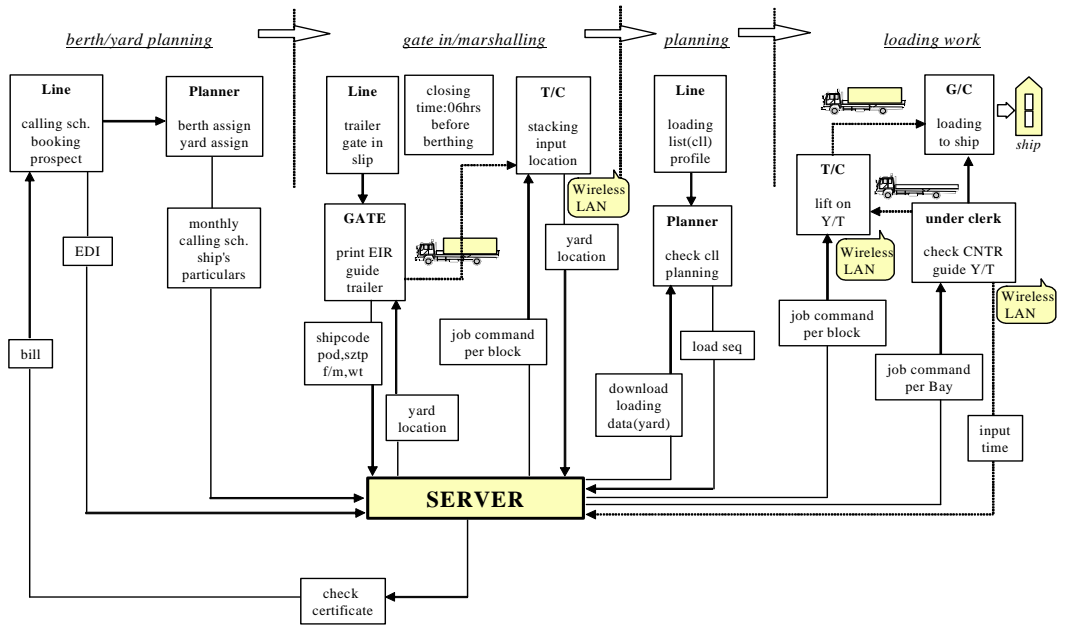 berth/yard planning
gate in/marshalling
planning
loading work
Line
calling sch.
booking
prospect
Planner
berth assign
yard assign
monthly
calling sch.
ship's
particulars
EDI
bill
Line
trailer
gate in
slip
closing
time:06hrs
before
berthing
T/C
stacking
input
location
Wireless
LAN
GATE
print EIR
guide
trailer
shipcode
pod,sztp
f/m,wt
yard
location
job command
per block
yard
location
Line
loading
list(cll)
profile
Planner
check cll
planning
load seq
download
loading
data(yard)
G/C
loading
to ship
ship
T/C
lift on
Y/T
Wireless
LAN
under clerk
check CNTR
guide Y/T
Wireless
LAN
job command
per block
job command
per Bay
input
time
SERVER
check
certificate